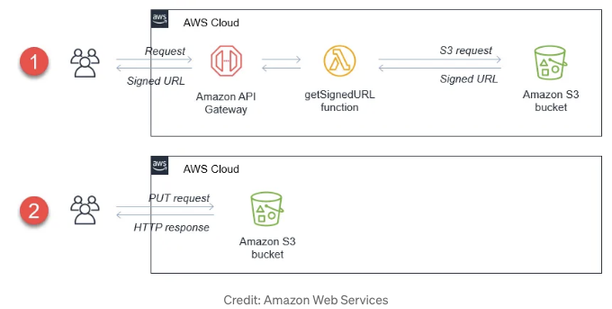 aws
AWS Cloud
1
Request
Signed URL
Amazon API
Gateway
getSignedURL
function
S3 request
Signed URL
Amazon S3
bucket
aws
AWS Cloud
2
PUT request
HTTP response
Amazon S3
bucket
Credit: Amazon Web Services